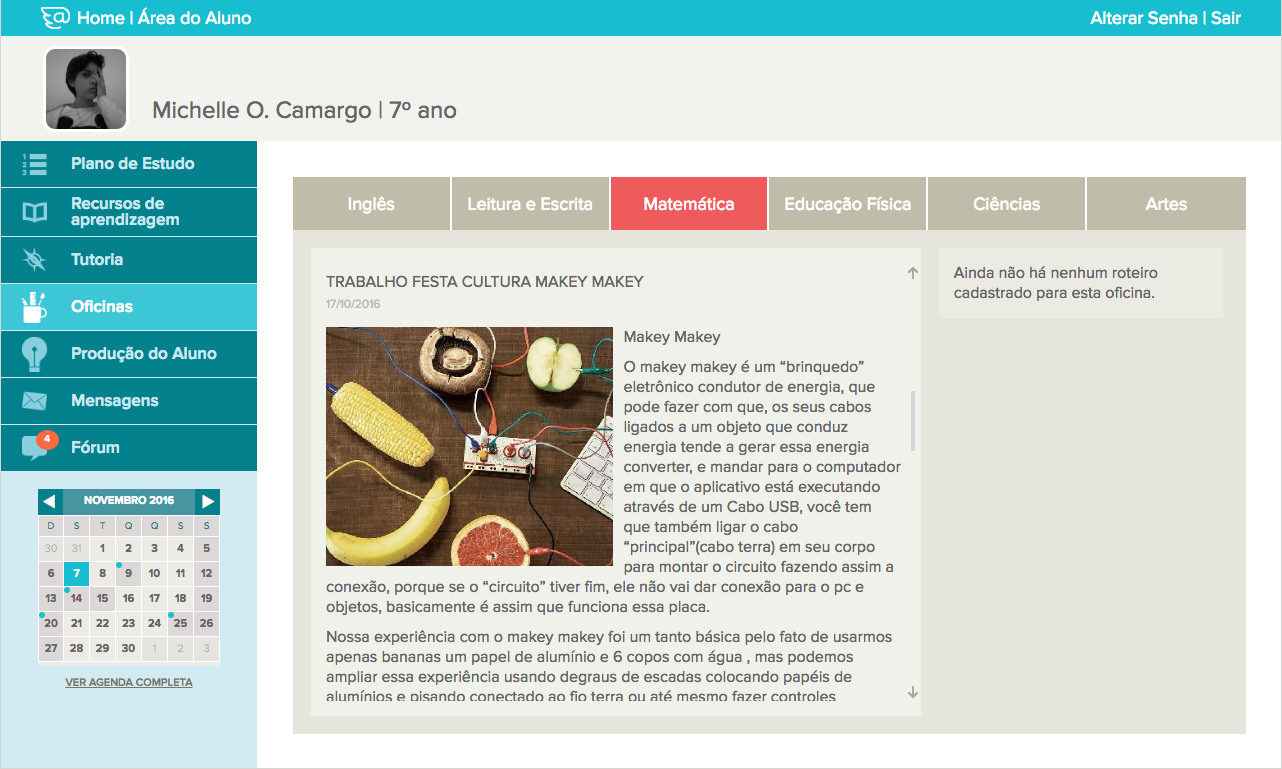 Home | Área do Aluno
Alterar Senha | Sair
Michelle O. Camargo | 7º ano
1
2
3
Plano de Estudo
Recursos de
aprendizagem
Tutoria
Oficinas
Produção do Aluno
Mensagens
4
Fórum
NOVEMBRO 2016
D S T Q Q S S
30 31 1 2 3 4 5
6 7 8 9 10 11 12
13 14 15 16 17 18 19
20 21 22 23 24 25 26
27 28 29 30 1 2 3
VER AGENDA COMPLETA
Inglês
Leitura e Escrita
Matemática
Educação Física
Ciências
Artes
TRABALHO FESTA CULTURA MAKEY MAKEY
17/10/2016
Makey Makey
O makey makey é um “brinquedo”
eletrônico condutor de energia, que
pode fazer com que, os seus cabos
ligados a um objeto que conduz
energia tende a gerar essa energia
converter, e mandar para o computador
em que o aplicativo está executando
através de um Cabo USB, você tem
que também ligar o cabo
“principal”(cabo terra) em seu corpo
para montar o circuito fazendo assim a
conexão, porque se o “circuito” tiver fim, ele não vai dar conexão para o pc e
objetos, basicamente é assim que funciona essa placa.
Nossa experiência com o makey makey foi um tanto básica pelo fato de usarmos
apenas bananas um papel de alumínio e 6 copos com água , mas podemos
ampliar essa experiência usando degraus de escadas colocando papéis de
alumínios e pisando conectado ao fio terra ou até mesmo fazer controles
Ainda não há nenhum roteiro
cadastrado para esta oficina.